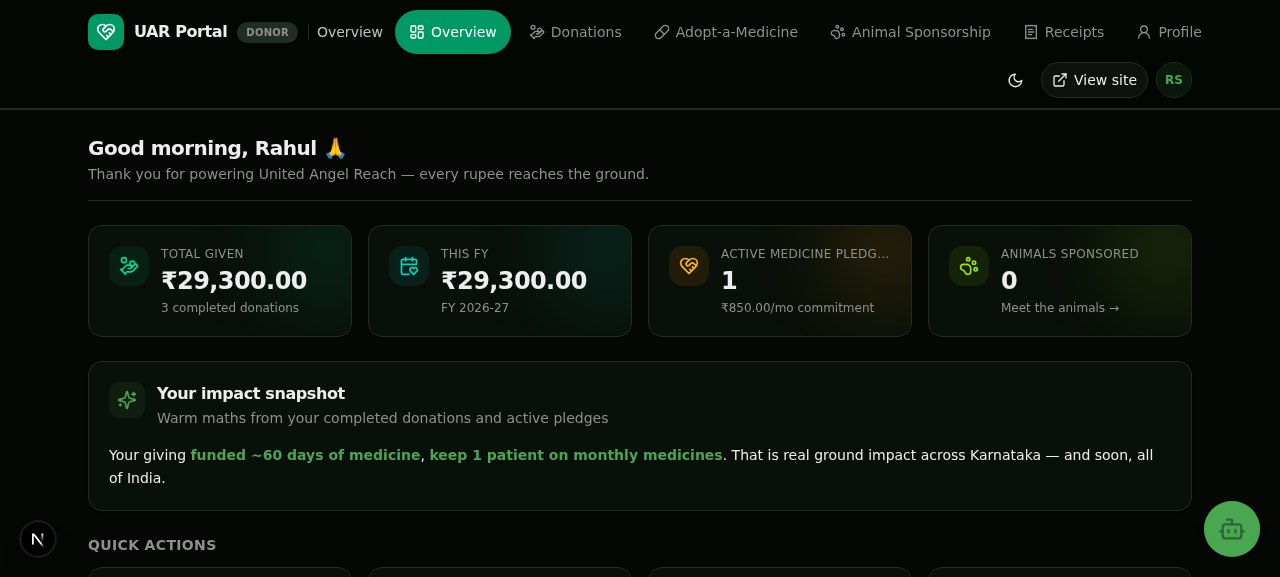 UAR Portal DONOR Overview Overview Donations Adopt-a-Medicine Animal Sponsorship Receipts Profile
View site RS
Good morning, Rahul 🙏
Thank you for powering United Angel Reach — every rupee reaches the ground.
TOTAL GIVEN
₹29,300.00
3 completed donations
THIS FY
₹29,300.00
FY 2026-27
ACTIVE MEDICINE PLEDG...
1
₹850.00/mo commitment
ANIMALS SPONSORED
0
Meet the animals →
Your impact snapshot
Warm maths from your completed donations and active pledges
Your giving funded ~60 days of medicine, keep 1 patient on monthly medicines. That is real ground impact across Karnataka — and soon, all
of India.
N
QUICK ACTIONS